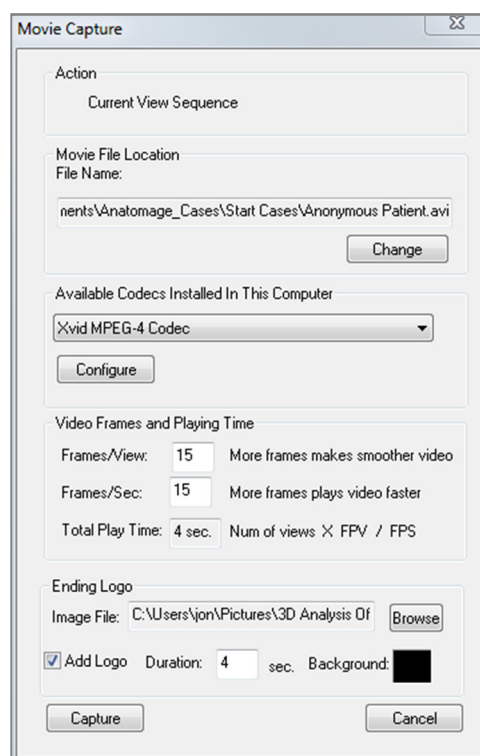 Movie Capture
Action
Current View Sequence
Movie File Location
File Name:
nents\Anatomage_Cases\Start Cases\Anonymous Patient.avi
Change
Available Codecs Installed In This Computer
Xvid MPEG-4 Codec
Configure
Video Frames and Playing Time
Frames/View: 15 More frames makes smoother video
Frames/Sec: 15 More frames plays video faster
Total Play Time: 4 sec. Num of views X FPV / FPS
Ending Logo
Image File: C:\Users\jon\Pictures\3D Analysis Of Browse
Add Logo Duration: 4 sec. Background:
Capture Cancel